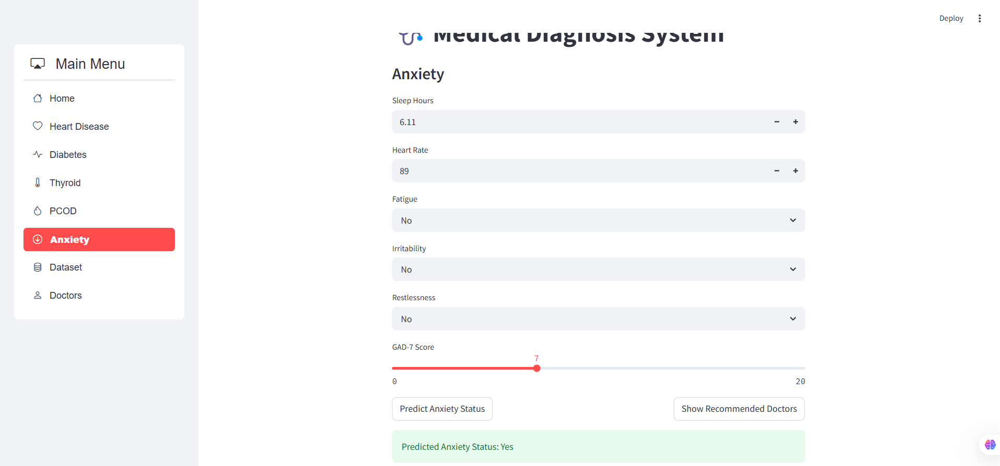 Deploy
Main Menu
Home
Heart Disease
Diabetes
Thyroid
PCOD
Anxiety
Dataset
Doctors
Medical Diagnosis System
Anxiety
Sleep Hours
6.11
Heart Rate
89
Fatigue
No
Irritability
No
Restlessness
No
GAD-7 Score
7
0 20
Predict Anxiety Status Show Recommended Doctors
Predicted Anxiety Status: Yes